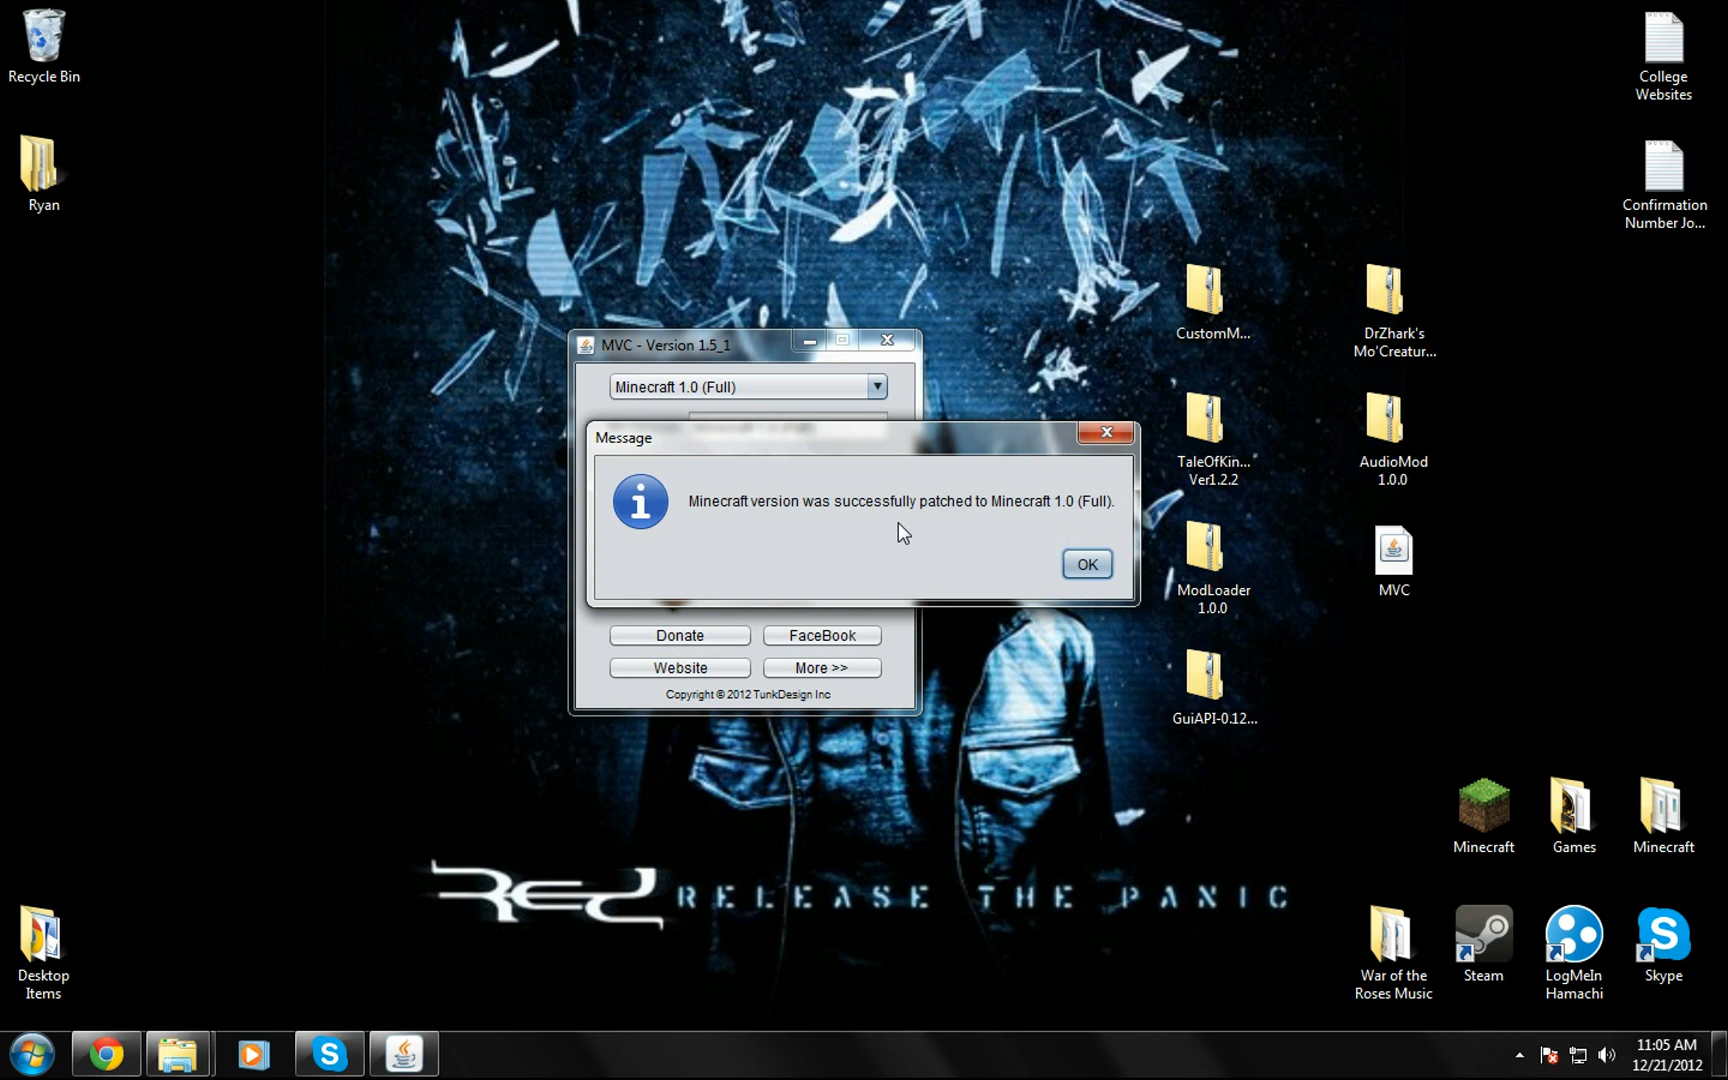 Recycle Bin
Ryan
College
Websites
Confirmation
Number Jo...
CustomM...
DrZhark's
Mo'Creatur...
MVC - Version 1.5_1
Minecraft 1.0 (Full)
Message
Minecraft version was successfully patched to Minecraft 1.0 (Full).
OK
TaleOfKin...
Ver1.2.2
AudioMod
1.0.0
ModLoader
1.0.0
MVC
Donate
FaceBook
Website
More >>
Copyright © 2012 TunkDesign Inc
GuiAPI-0.12...
Minecraft
Games
Minecraft
RED RELEASE THE PANIC
Desktop
Items
War of the
Roses Music
Steam
LogMeIn
Hamachi
Skype
11:05 AM
12/21/2012